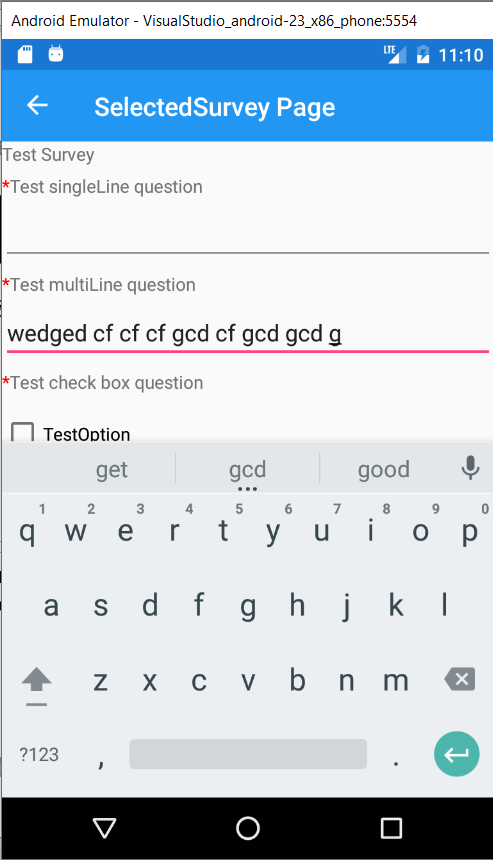 Android Emulator - VisualStudio_android-23_x86_phone:5554
LTE 11:10
SelectedSurvey Page
Test Survey
*Test singleLine question
*Test multiLine question
wedged cf cf cf gcd cf gcd gcd g
*Test check box question
TestOption
get gcd good
1 2 3 4 5 6 7 8 9 0
q w e r t y u i o p
a s d f g h j k l
z x c v b n m
?123 , .